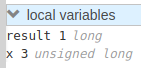 local variables
result 1 long
x 3 unsigned long